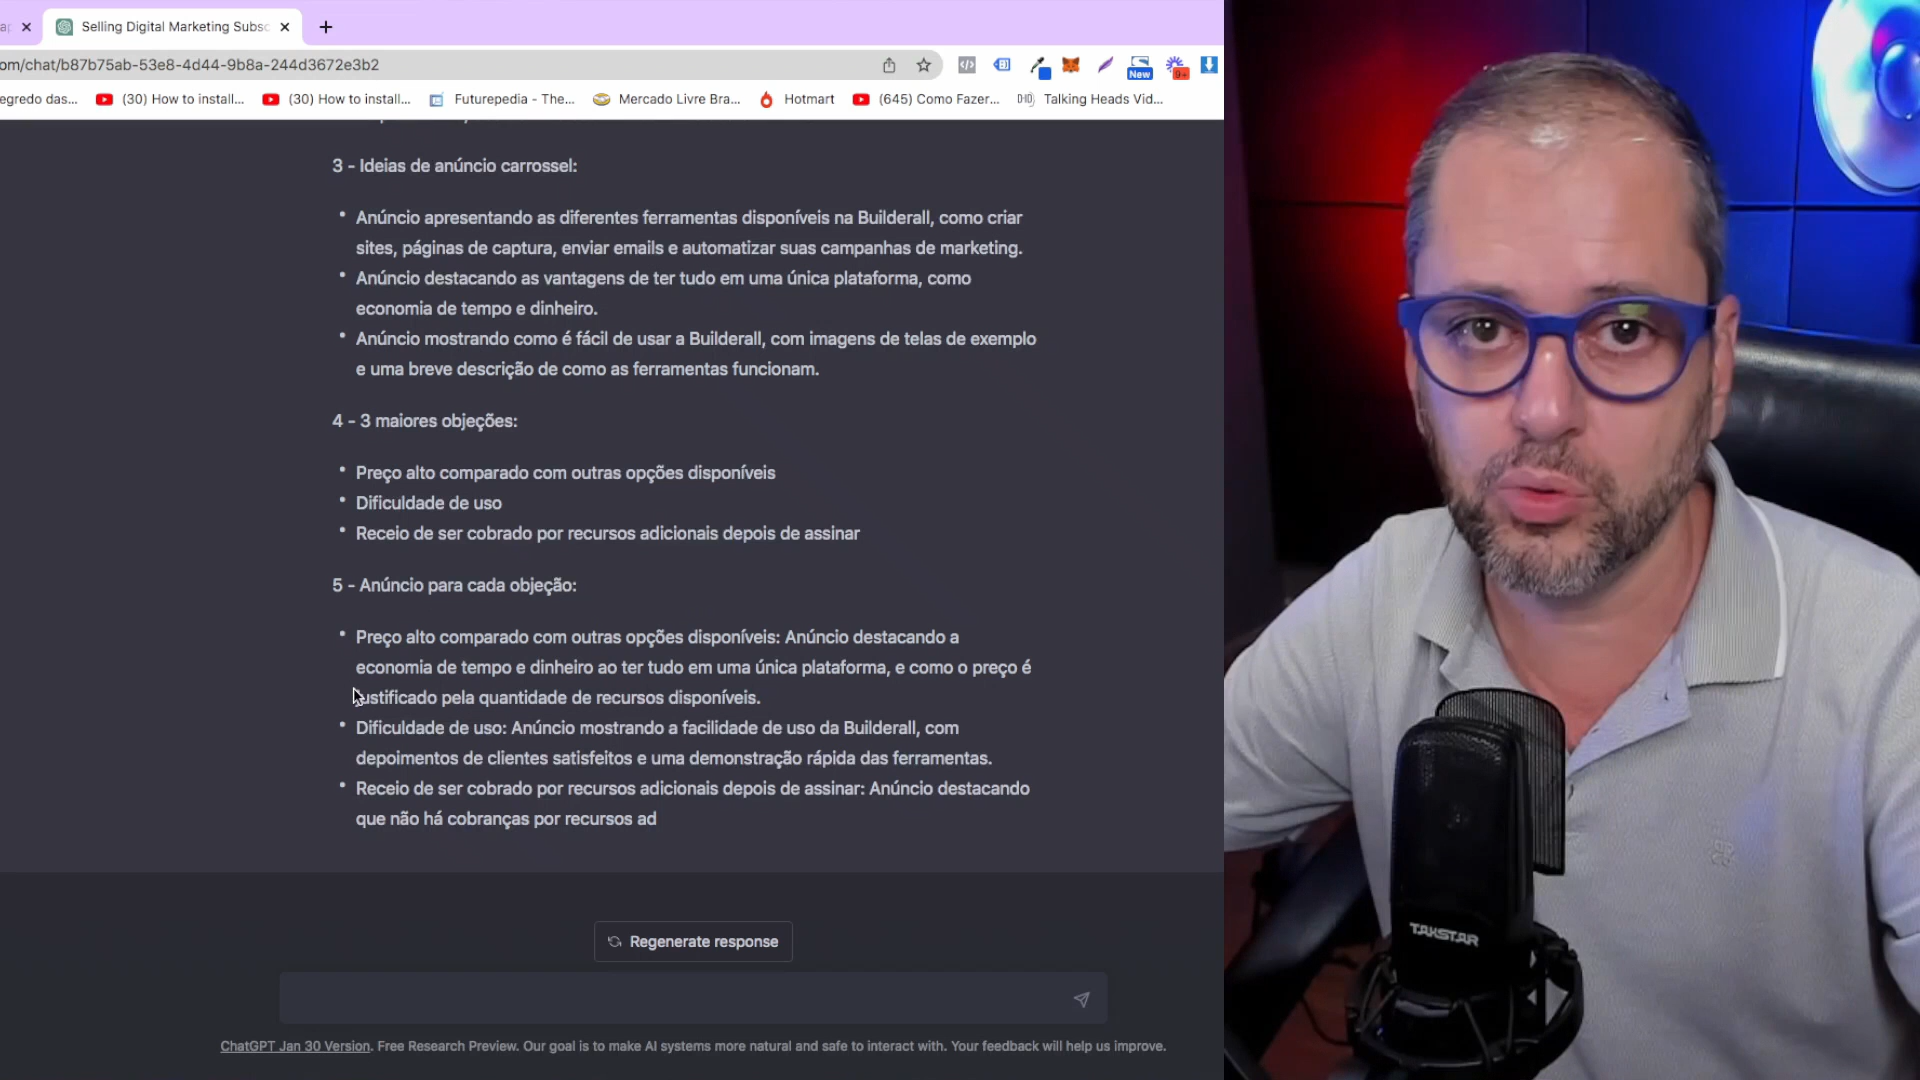 Selling Digital Marketing Subsc
om/chat/b87b75ab-53e8-4d44-9b8a-244d3672e3b2
New
9+
egredo das... (30) How to install... (30) How to install... Futurepedia - The... Mercado Livre Bra... Hotmart (645) Como Fazer... Talking Heads Vid...
3 - Ideias de anúncio carrossel:
• Anúncio apresentando as diferentes ferramentas disponíveis na Builderall, como criar
sites, páginas de captura, enviar emails e automatizar suas campanhas de marketing.
• Anúncio destacando as vantagens de ter tudo em uma única plataforma, como
economia de tempo e dinheiro.
• Anúncio mostrando como é fácil de usar a Builderall, com imagens de telas de exemplo
e uma breve descrição de como as ferramentas funcionam.
4 - 3 maiores objeções:
• Preço alto comparado com outras opções disponíveis
• Dificuldade de uso
• Receio de ser cobrado por recursos adicionais depois de assinar
5 - Anúncio para cada objeção:
• Preço alto comparado com outras opções disponíveis: Anúncio destacando a
economia de tempo e dinheiro ao ter tudo em uma única plataforma, e como o preço é
justificado pela quantidade de recursos disponíveis.
• Dificuldade de uso: Anúncio mostrando a facilidade de uso da Builderall, com
depoimentos de clientes satisfeitos e uma demonstração rápida das ferramentas.
• Receio de ser cobrado por recursos adicionais depois de assinar: Anúncio destacando
que não há cobranças por recursos ad
Regenerate response
ChatGPT Jan 30 Version. Free Research Preview. Our goal is to make AI systems more natural and safe to interact with. Your feedback will help us improve.
TAKSTAR